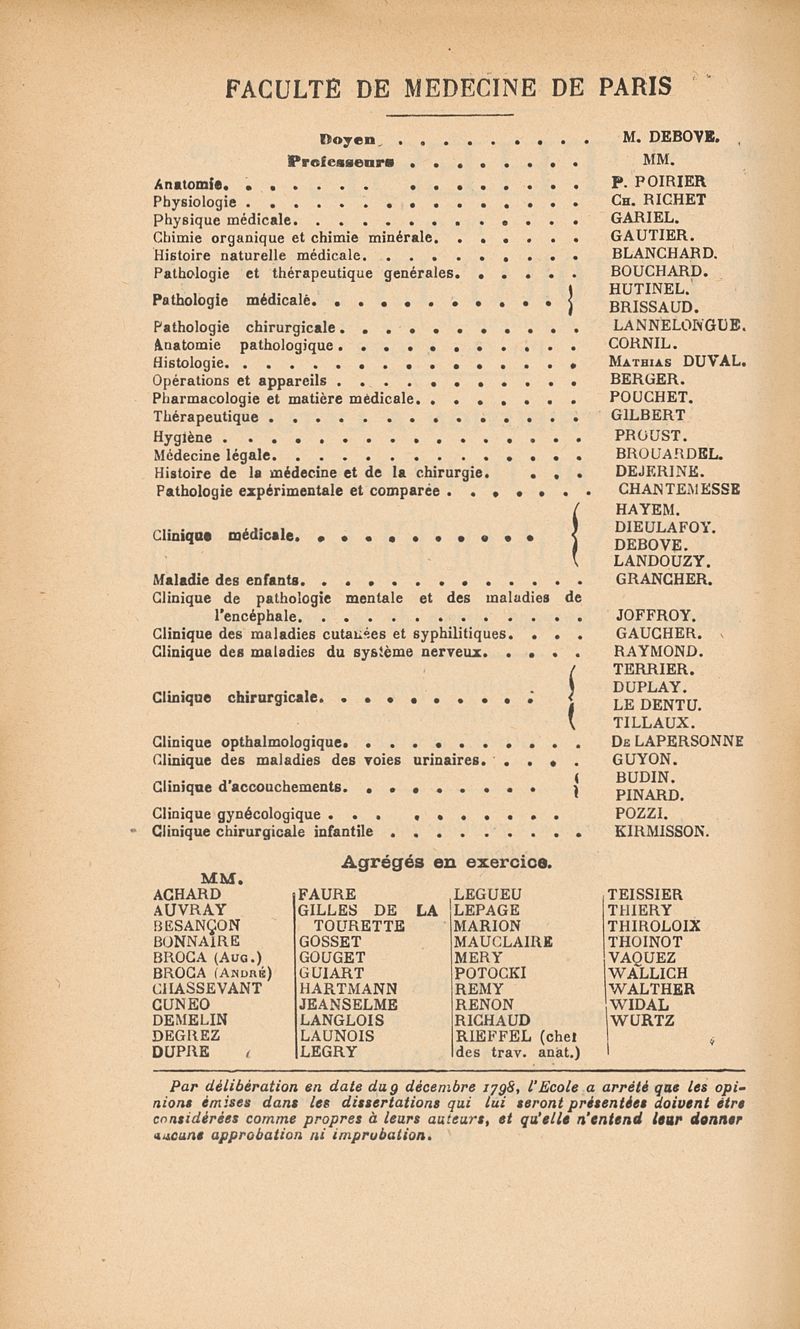 FACULTÉ DE MEDECINE DE PARIS
Doyen. . . . . . . . . . M. DEBOVE.
Professeurs . . . . . . . . MM.
Anatomie. . . . . . . . . . . . . . . P. POIRIER
Physiologie . . . . . . . . . . . . . . . CH. RICHET
Physique médicale. . . . . . . . . . . . . GARIEL.
Chimie organique et chimie minérale. . . . . . . GAUTIER.
Histoire naturelle médicale. . . . . . . . . . BLANCHARD.
Pathologie et thérapeutique genérales. . . . . . BOUCHARD.
Pathologie médicale. . . . . . . . . . . { HUTINEL.
BRISSAUD.
Pathologie chirurgicale . . . . . . . . . . . LANNELONGUE.
Anatomie pathologique . . . . . . . . . . . CORNIL.
Histologie. . . . . . . . . . . . . . . . MATHIAS DUVAL.
Opérations et appareils . . . . . . . . . . . BERGER.
Pharmacologie et matière médicale. . . . . . . . POUCHET.
Thérapeutique . . . . . . . . . . . . . . GILBERT
Hygiène . . . . . . . . . . . . . . . . PROUST.
Médecine légale. . . . . . . . . . . . . . BROUARDEL.
Histoire de la médecine et de la chirurgie. . . . DEJERINE.
Pathologie expérimentale et comparée . . . . . . . CHANTEMESSE
Clinique médicale. . . . . . . . . . . { HAYEM.
DIEULAFOY.
DEBOVE.
LANDOUZY.
Maladie des enfants. . . . . . . . . . . . . GRANCHER.
Clinique de pathologie mentale et des maladies de
l'encéphale. . . . . . . . . . . . . JOFFROY.
Clinique des maladies cutanées et syphilitiques. . . . GAUCHER.
Clinique des maladies du système nerveux. . . . . RAYMOND.
Clinique chirurgicale. . . . . . . . . . { TERRIER.
DUPLAY.
LE DENTU.
TILLAUX.
Clinique opthalmologique. . . . . . . . . . . DE LAPERSONNE
Clinique des maladies des voies urinaires. . . . . GUYON.
Clinique d'accouchements. . . . . . . . . } BUDIN.
PINARD.
Clinique gynécologique . . . . . . . . . . POZZI.
Clinique chirurgicale infantile . . . . . . . . . KIRMISSON.
Agrégés en exercice.
MM.
ACHARD
AUVRAY
BESANÇON
BONNAIRE
BROCA (AUG.)
BROCA (ANDRÉ)
CHASSEVANT
CUNEO
DEMELIN
DEGREZ
DUPRE
FAURE
GILLES DE LA
TOURETTE
GOSSET
GOUGET
GUIART
HARTMANN
JEANSELME
LANGLOIS
LAUNOIS
LEGRY
LEGUEU
LEPAGE
MARION
MAUCLAIRE
MERY
POTOCKI
REMY
RENON
RICHAUD
RIEFFEL (chef
des trav. anat.)
TEISSIER
THIERY
THIROLOIX
THOINOT
VAQUEZ
WALLICH
WALTHER
WIDAL
WURTZ
Par délibération en date du 9 décembre 1798, l'Ecole a arrété que les opi-
nions émises dans les dissertations qui lui seront présentées doivent étre
considérées comme propres à leurs auteurs, et qu'elle n'entend leur donner
aucune approbation ni improbation.